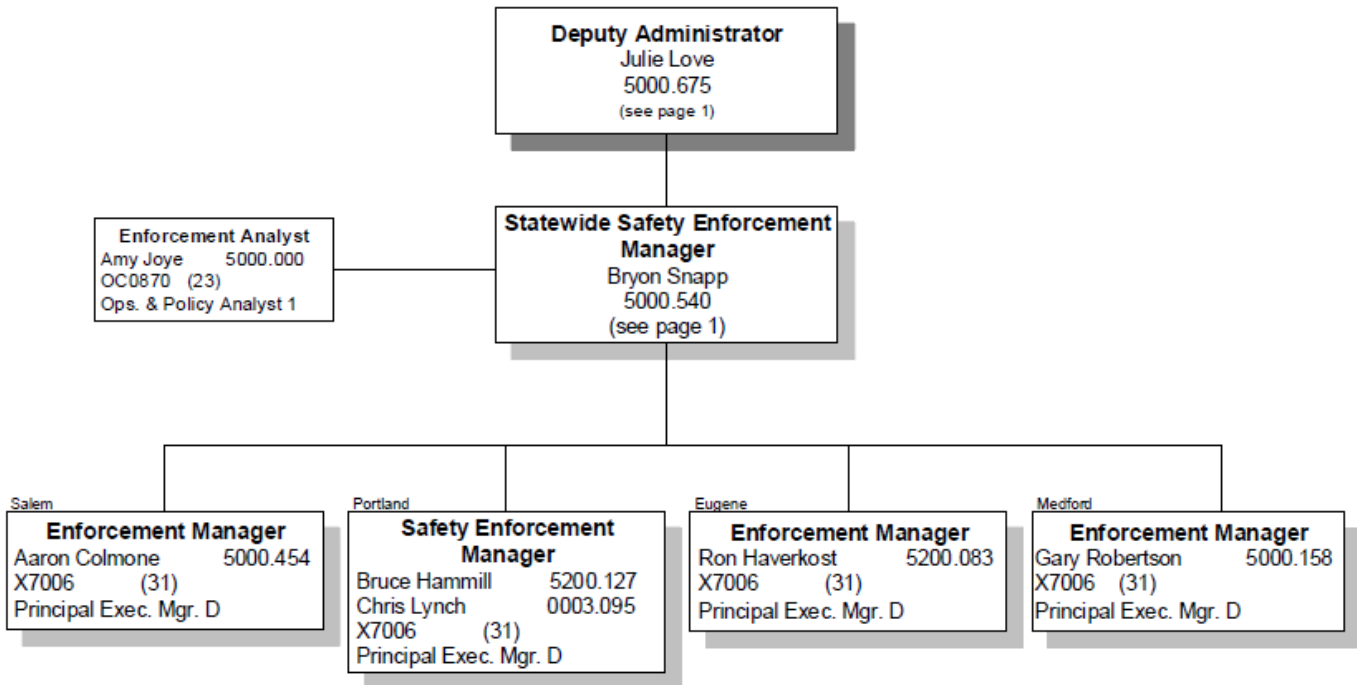 Deputy Administrator
Julie Love
5000.675
(see page 1)
Statewide Safety Enforcement
Manager
Bryon Snapp
5000.540
(see page 1)
Enforcement Analyst
Amy Joye 5000.000
OC0870 (23)
Ops. & Policy Analyst 1
Salem
Enforcement Manager
Aaron Colmone 5000.454
X7006 (31)
Principal Exec. Mgr. D
Portland
Safety Enforcement
Manager
Bruce Hammill 5200.127
Chris Lynch 0003.095
X7006 (31)
Principal Exec. Mgr. D
Eugene
Enforcement Manager
Ron Haverkost 5200.083
X7006 (31)
Principal Exec. Mgr. D
Medford
Enforcement Manager
Gary Robertson 5000.158
X7006 (31)
Principal Exec. Mgr. D